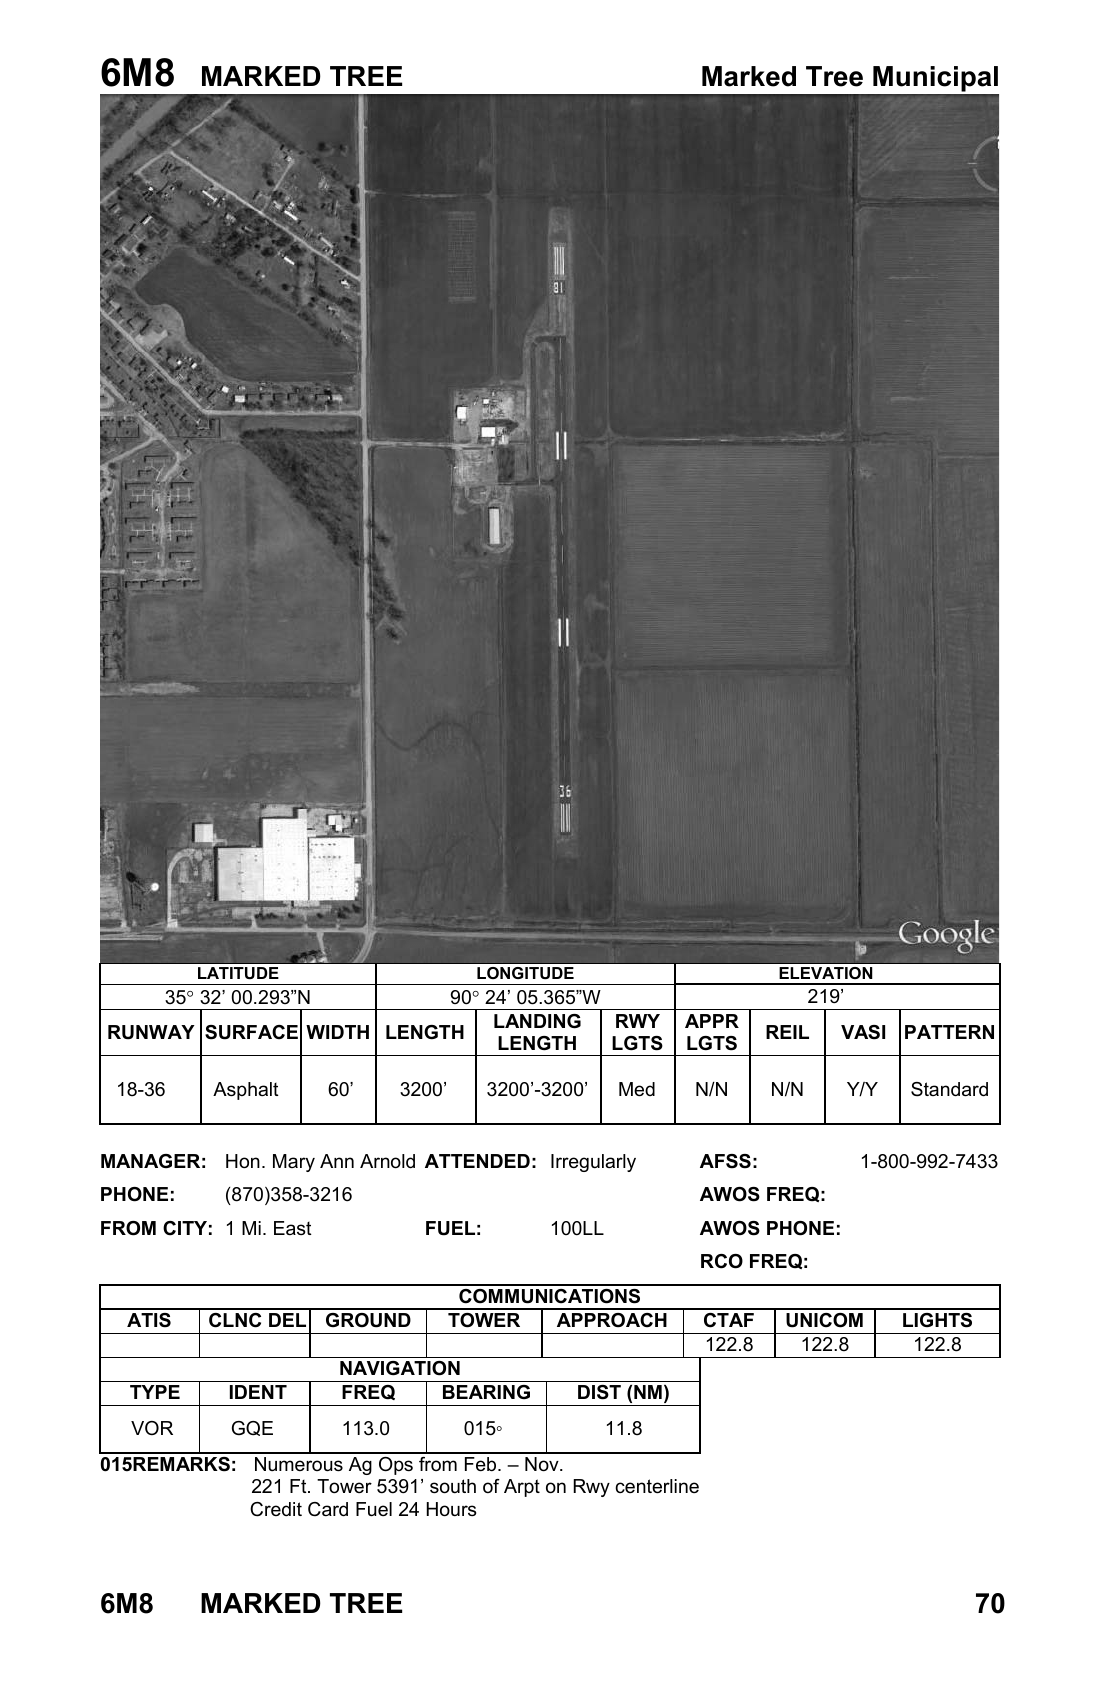 6M8 MARKED TREE Marked Tree Municipal
18
36
Google
LATITUDE LONGITUDE ELEVATION
35° 32’ 00.293”N 90° 24’ 05.365”W 219’
RUNWAY SURFACE WIDTH LENGTH LANDING LENGTH RWY LGTS APPR LGTS REIL VASI PATTERN
18-36 Asphalt 60’ 3200’ 3200’-3200’ Med N/N N/N Y/Y Standard
MANAGER: Hon. Mary Ann Arnold ATTENDED: Irregularly AFSS: 1-800-992-7433
PHONE: (870)358-3216 AWOS FREQ:
FROM CITY: 1 Mi. East FUEL: 100LL AWOS PHONE:
RCO FREQ:
COMMUNICATIONS
ATIS CLNC DEL GROUND TOWER APPROACH CTAF UNICOM LIGHTS
122.8 122.8 122.8
NAVIGATION
TYPE IDENT FREQ BEARING DIST (NM)
VOR GQE 113.0 015° 11.8
015REMARKS: Numerous Ag Ops from Feb. – Nov.
221 Ft. Tower 5391’ south of Arpt on Rwy centerline
Credit Card Fuel 24 Hours
6M8 MARKED TREE 70